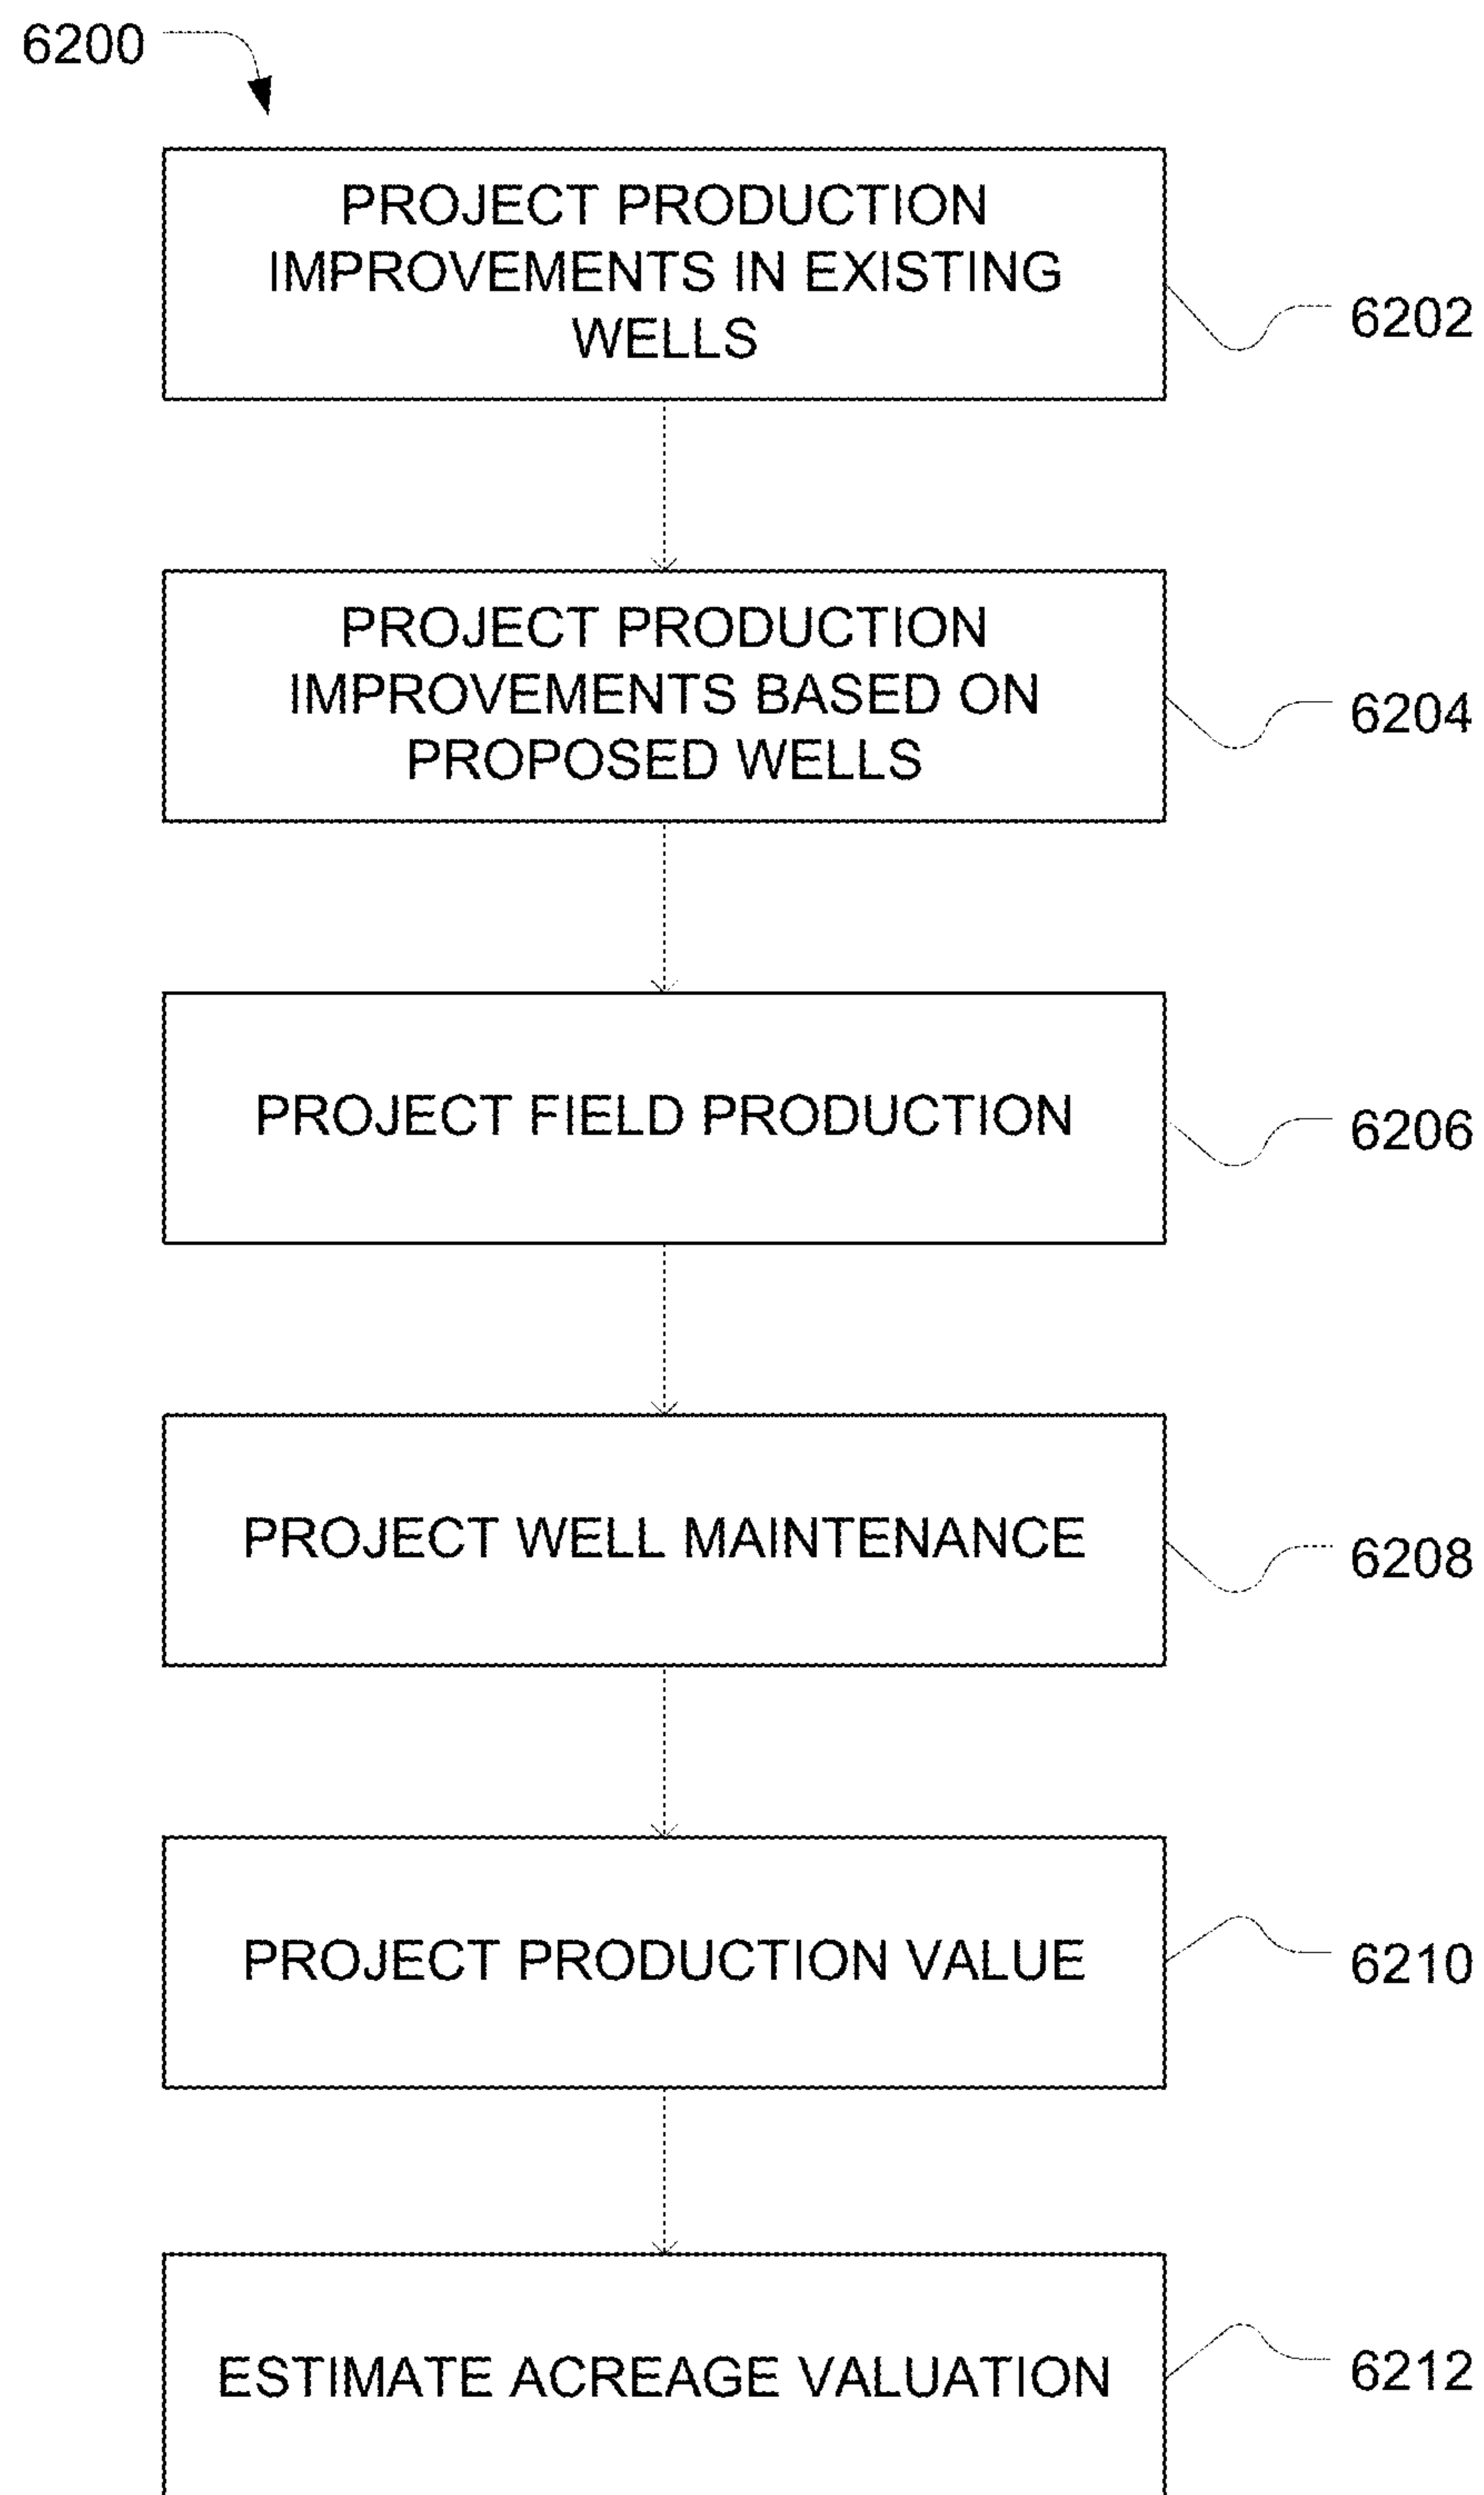 6200
PROJECT PRODUCTION
IMPROVEMENTS IN EXISTING
WELLS
6202
PROJECT PRODUCTION
IMPROVEMENTS BASED ON
PROPOSED WELLS
6204
PROJECT FIELD PRODUCTION
6206
PROJECT WELL MAINTENANCE
6208
PROJECT PRODUCTION VALUE
6210
ESTIMATE ACREAGE VALUATION
6212